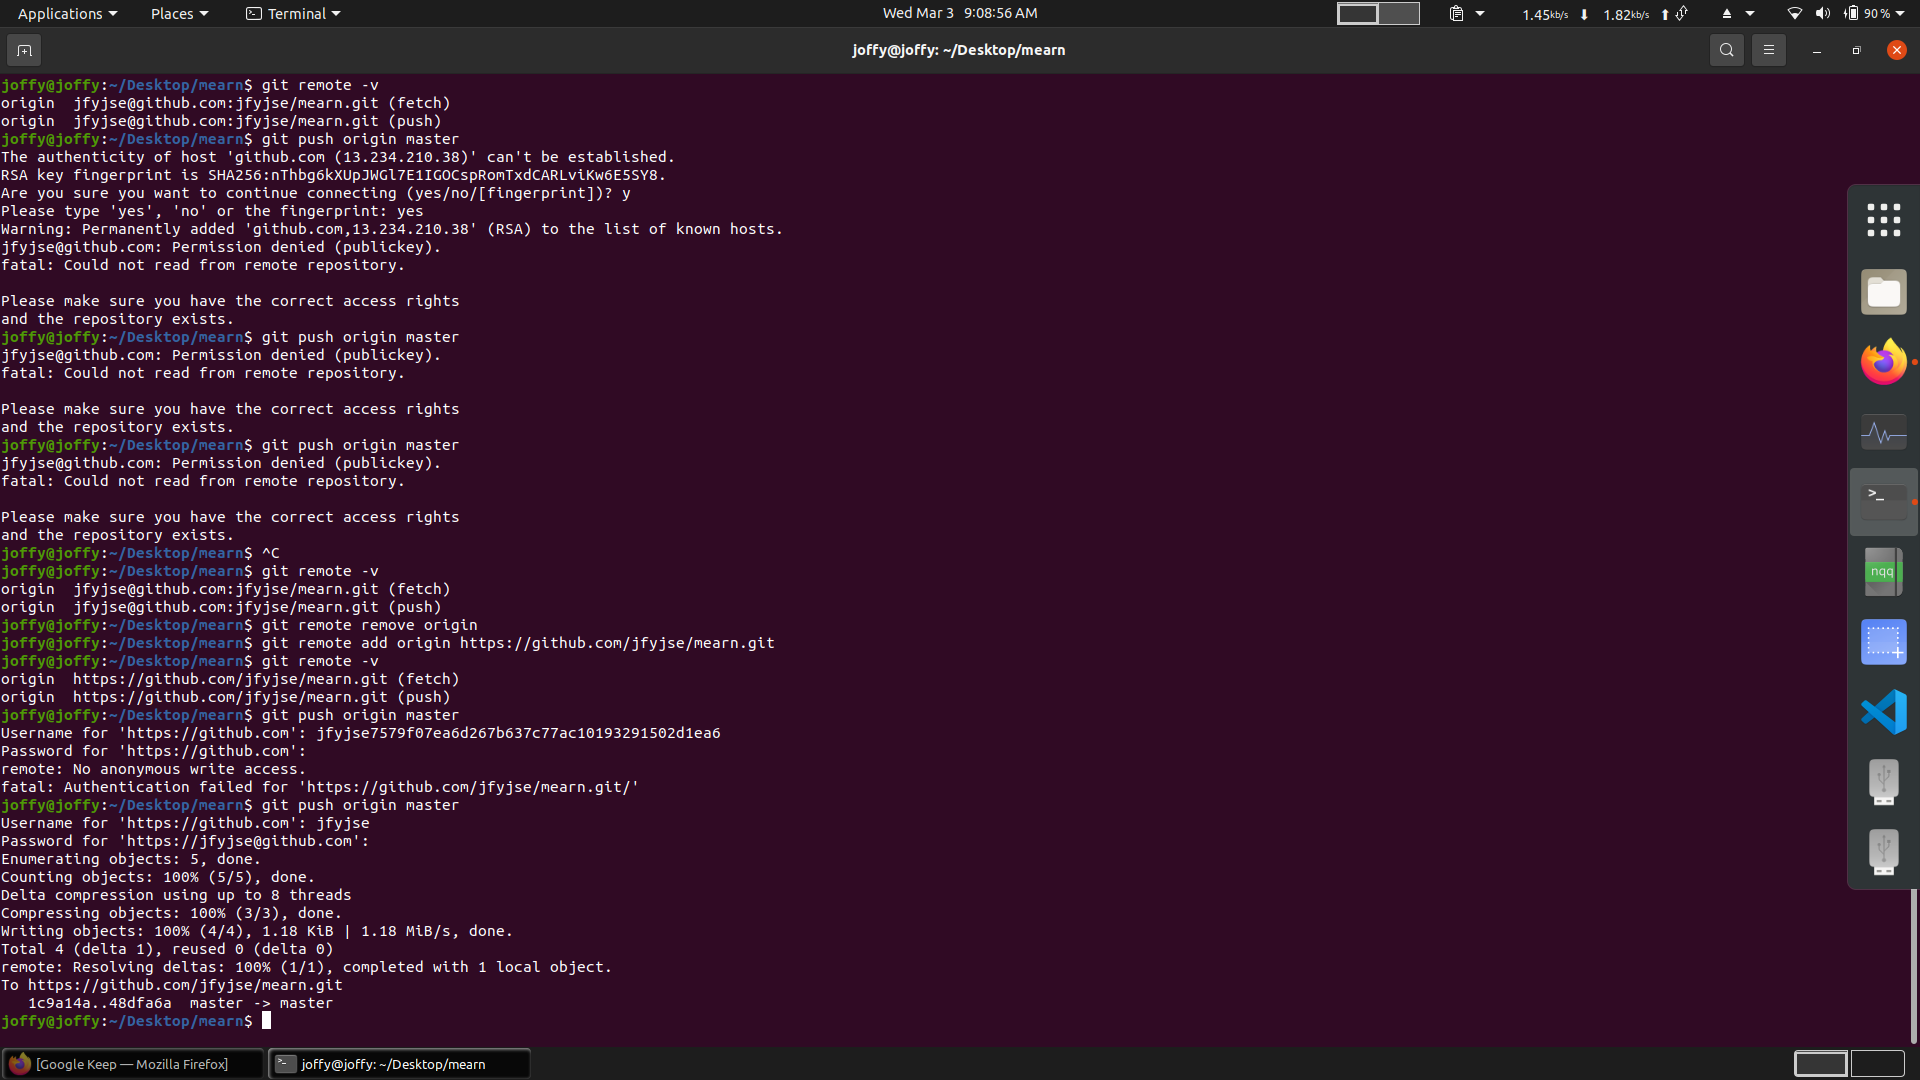 Applications Places Terminal Wed Mar 3 9:08:56 AM 1.45kb/s 1.82kb/s 90 %
joffy@joffy: ~/Desktop/mearn
joffy@joffy:~/Desktop/mearn$ git remote -v
origin jfyjse@github.com:jfyjse/mearn.git (fetch)
origin jfyjse@github.com:jfyjse/mearn.git (push)
joffy@joffy:~/Desktop/mearn$ git push origin master
The authenticity of host 'github.com (13.234.210.38)' can't be established.
RSA key fingerprint is SHA256:nThbg6kXUpJWGl7E1IGOCspRomTxdCARLviKw6E5SY8.
Are you sure you want to continue connecting (yes/no/[fingerprint])? y
Please type 'yes', 'no' or the fingerprint: yes
Warning: Permanently added 'github.com,13.234.210.38' (RSA) to the list of known hosts.
jfyjse@github.com: Permission denied (publickey).
fatal: Could not read from remote repository.
Please make sure you have the correct access rights
and the repository exists.
joffy@joffy:~/Desktop/mearn$ git push origin master
jfyjse@github.com: Permission denied (publickey).
fatal: Could not read from remote repository.
Please make sure you have the correct access rights
and the repository exists.
joffy@joffy:~/Desktop/mearn$ git push origin master
jfyjse@github.com: Permission denied (publickey).
fatal: Could not read from remote repository.
Please make sure you have the correct access rights
and the repository exists.
joffy@joffy:~/Desktop/mearn$ ^C
joffy@joffy:~/Desktop/mearn$ git remote -v
origin jfyjse@github.com:jfyjse/mearn.git (fetch)
origin jfyjse@github.com:jfyjse/mearn.git (push)
joffy@joffy:~/Desktop/mearn$ git remote remove origin
joffy@joffy:~/Desktop/mearn$ git remote add origin https://github.com/jfyjse/mearn.git
joffy@joffy:~/Desktop/mearn$ git remote -v
origin https://github.com/jfyjse/mearn.git (fetch)
origin https://github.com/jfyjse/mearn.git (push)
joffy@joffy:~/Desktop/mearn$ git push origin master
Username for 'https://github.com': jfyjse7579f07ea6d267b637c77ac10193291502d1ea6
Password for 'https://github.com':
remote: No anonymous write access.
fatal: Authentication failed for 'https://github.com/jfyjse/mearn.git/'
joffy@joffy:~/Desktop/mearn$ git push origin master
Username for 'https://github.com': jfyjse
Password for 'https://jfyjse@github.com':
Enumerating objects: 5, done.
Counting objects: 100% (5/5), done.
Delta compression using up to 8 threads
Compressing objects: 100% (3/3), done.
Writing objects: 100% (4/4), 1.18 KiB | 1.18 MiB/s, done.
Total 4 (delta 1), reused 0 (delta 0)
remote: Resolving deltas: 100% (1/1), completed with 1 local object.
To https://github.com/jfyjse/mearn.git
1c9a14a..48dfa6a master -> master
joffy@joffy:~/Desktop/mearn$
nqq
[Google Keep — Mozilla Firefox] joffy@joffy: ~/Desktop/mearn